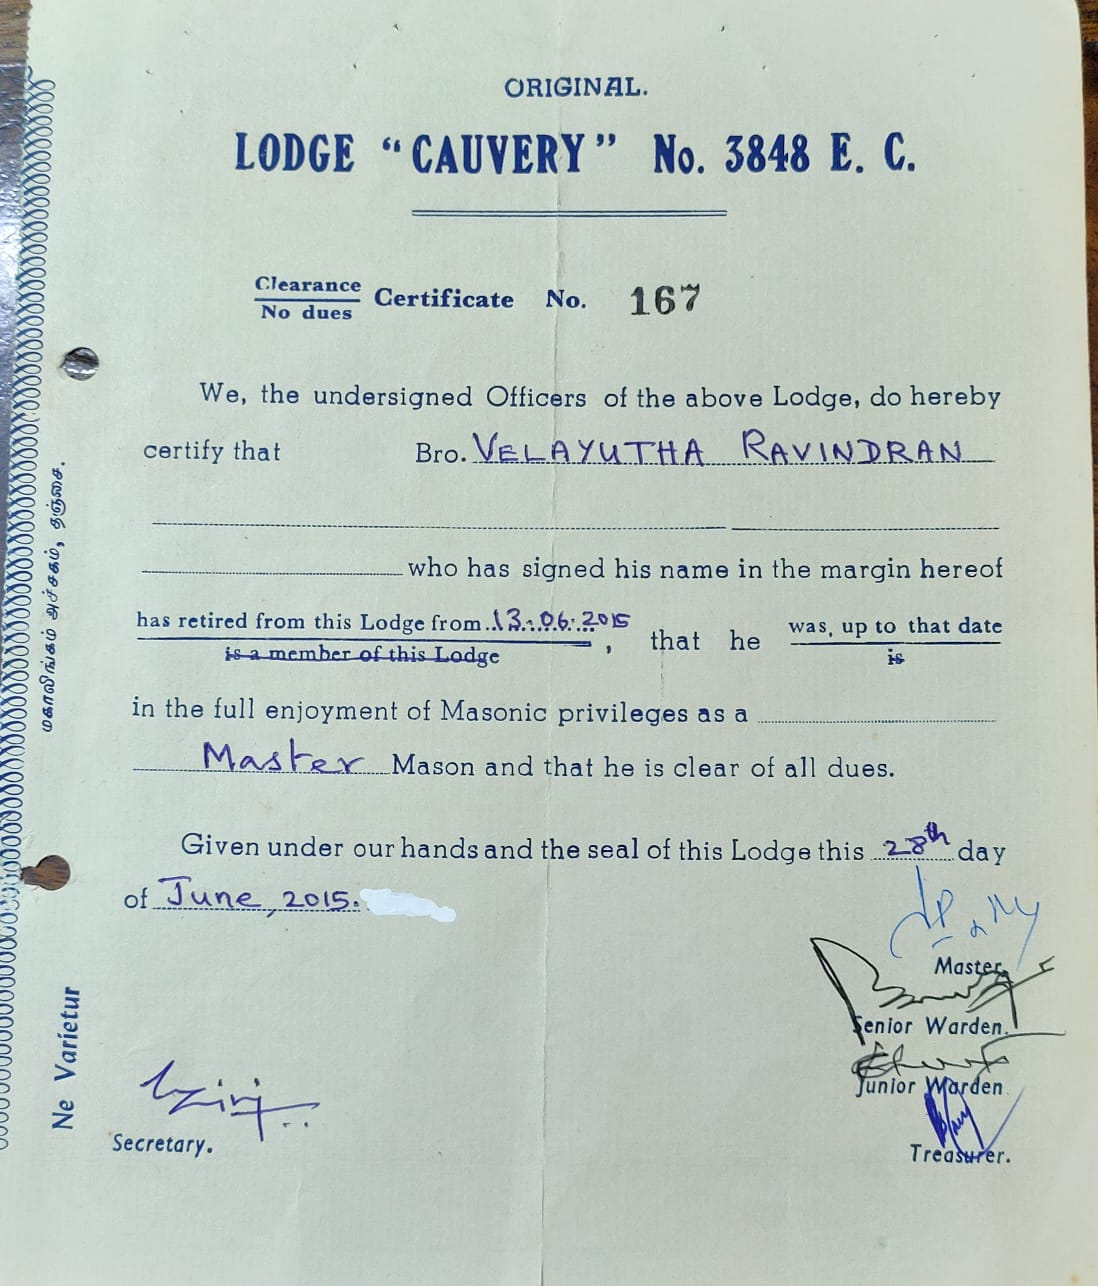 ORIGINAL.
LODGE “CAUVERY” No. 3848 E. C.
Clearance
No dues
Certificate No. 167
We, the undersigned Officers of the above Lodge, do hereby
certify that Bro. VELAYUTHA RAVINDRAN
who has signed his name in the margin hereof
has retired from this Lodge from 13.06.2015
is a member of this Lodge
, that he
was, up to that date
is
in the full enjoyment of Masonic privileges as a
Master Mason and that he is clear of all dues.
Given under our hands and the seal of this Lodge this 28th day
of June, 2015.
Master.
Senior Warden.
Junior Warden
Treasurer.
Secretary.
Ne Varietur
மகாலிங்கம் அச்சகம், தஞ்சை.